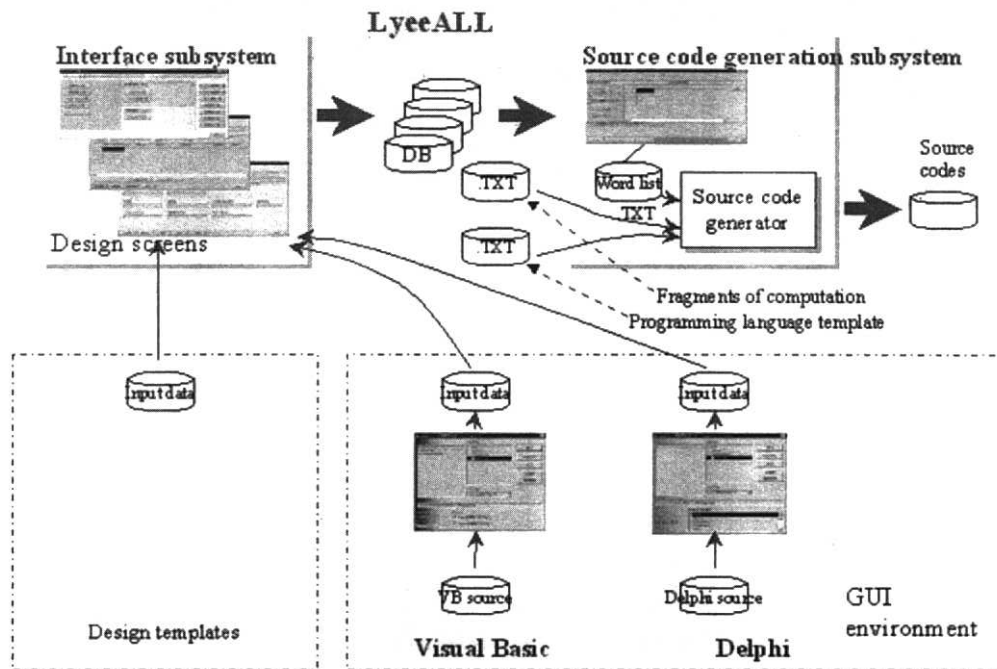 LyeeALL
Interface subsystem
Source code generation subsystem
DB
Source
codes
TXT
Word list
TXT
Source code
generator
Design screens
TXT
Fragments of computation
Programming language template
Input data
Input data
Input data
VB source
Delphi source
GUI
environment
Design templates
Visual Basic
Delphi